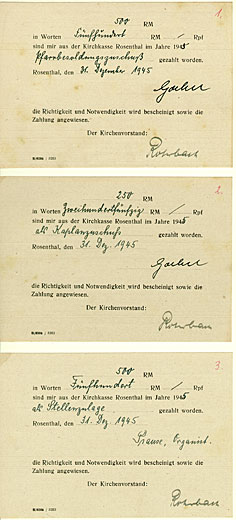 500 RM 1.
in Worten Fünfhundert RM — / — Rpf
sind mir aus der Kirchkasse Rosenthal im Jahre 1945
Pfarrbesoldungszuschuß gezahlt worden.
Rosenthal, den 31. Dezember 1945
die Richtigkeit und Notwendigkeit wird bescheinigt sowie die
Zahlung angewiesen.
Der Kirchenvorstand:
250 RM 2.
in Worten Zweihundertfünfzig RM — / — Rpf
sind mir aus der Kirchkasse Rosenthal im Jahre 1945
als Kaplanzuschuß gezahlt worden.
Rosenthal, den 31. Dez. 1945
die Richtigkeit und Notwendigkeit wird bescheinigt sowie die
Zahlung angewiesen.
Der Kirchenvorstand:
500 RM 3.
in Worten Fünfhundert RM — / — Rpf
sind mir aus der Kirchkasse Rosenthal im Jahre 1945
als Stellenzulage gezahlt worden.
Rosenthal, den 31. Dez. 1945
Organist.
die Richtigkeit und Notwendigkeit wird bescheinigt sowie die
Zahlung angewiesen.
Der Kirchenvorstand: